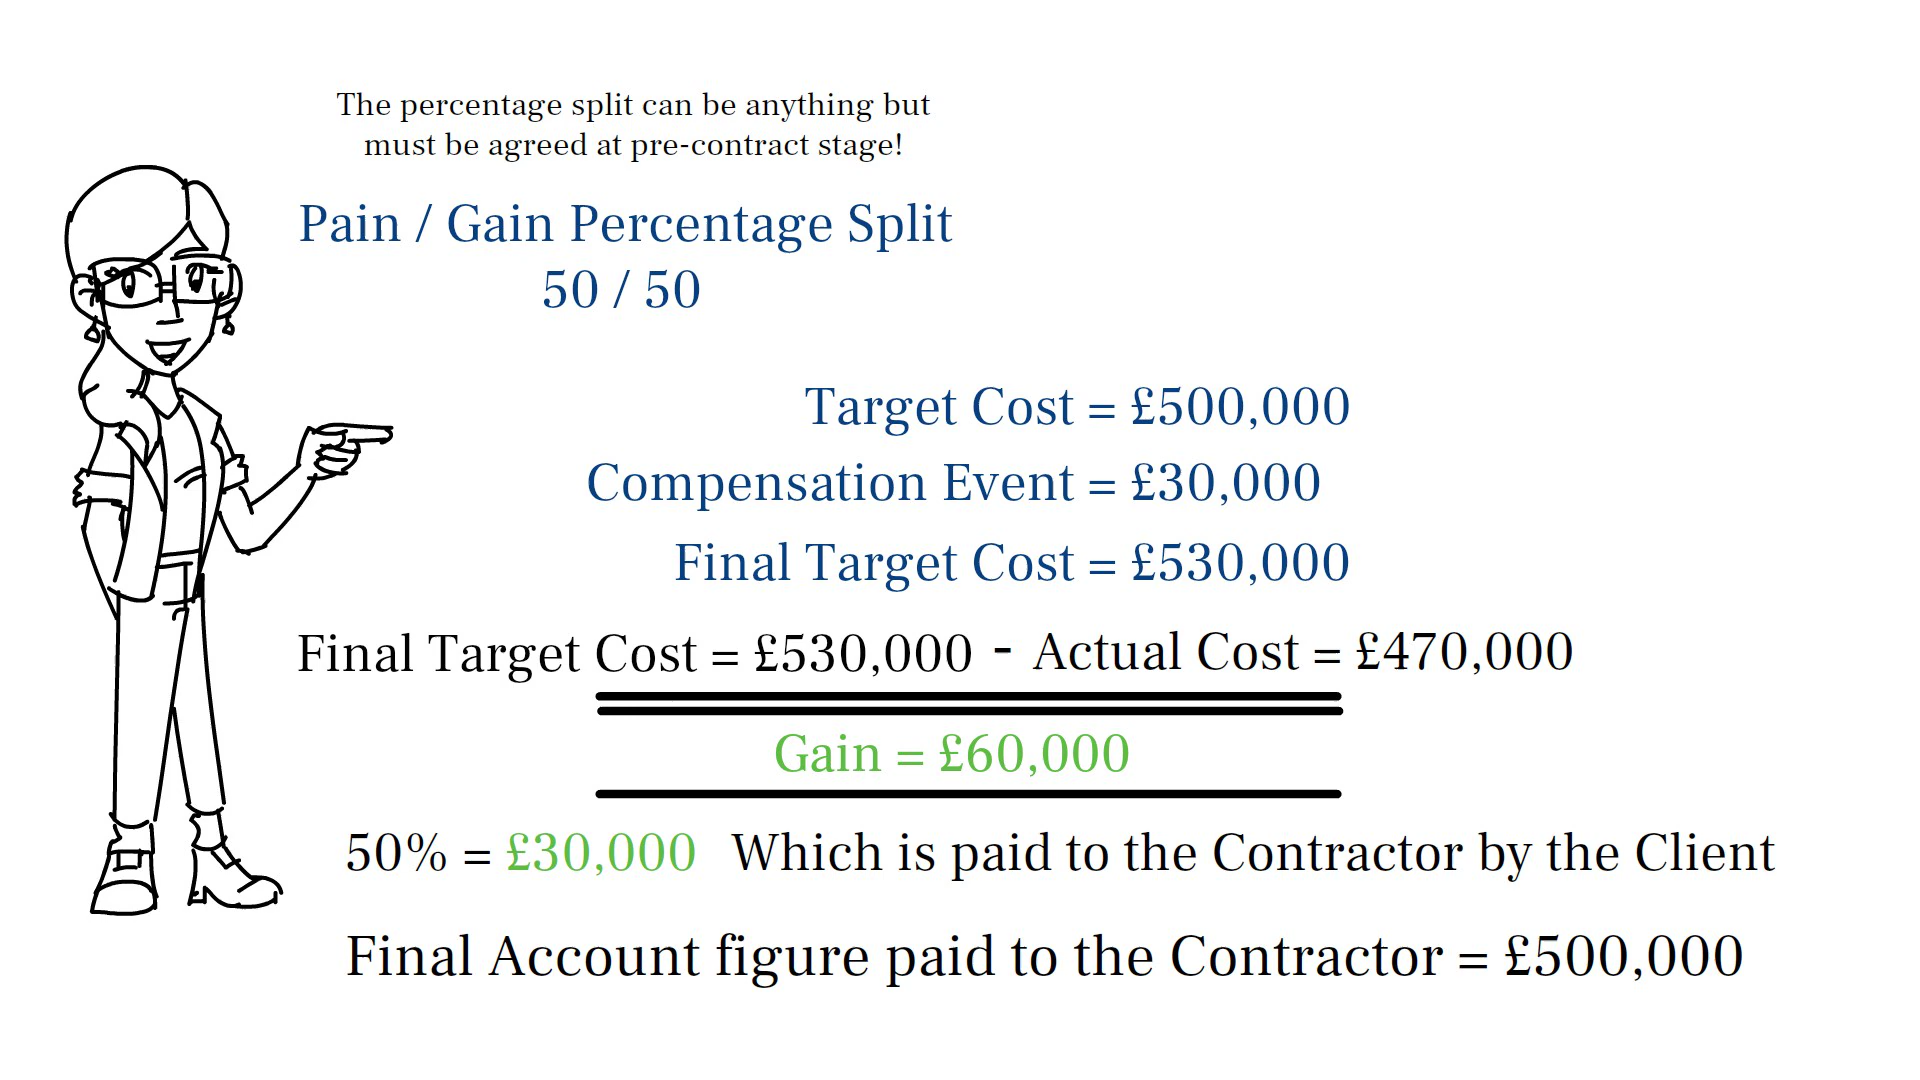 The percentage split can be anything but
must be agreed at pre-contract stage!
Pain / Gain Percentage Split
50 / 50
Target Cost = £500,000
Compensation Event = £30,000
Final Target Cost = £530,000
Final Target Cost = £530,000 - Actual Cost = £470,000
Gain = £60,000
50% = £30,000 Which is paid to the Contractor by the Client
Final Account figure paid to the Contractor = £500,000